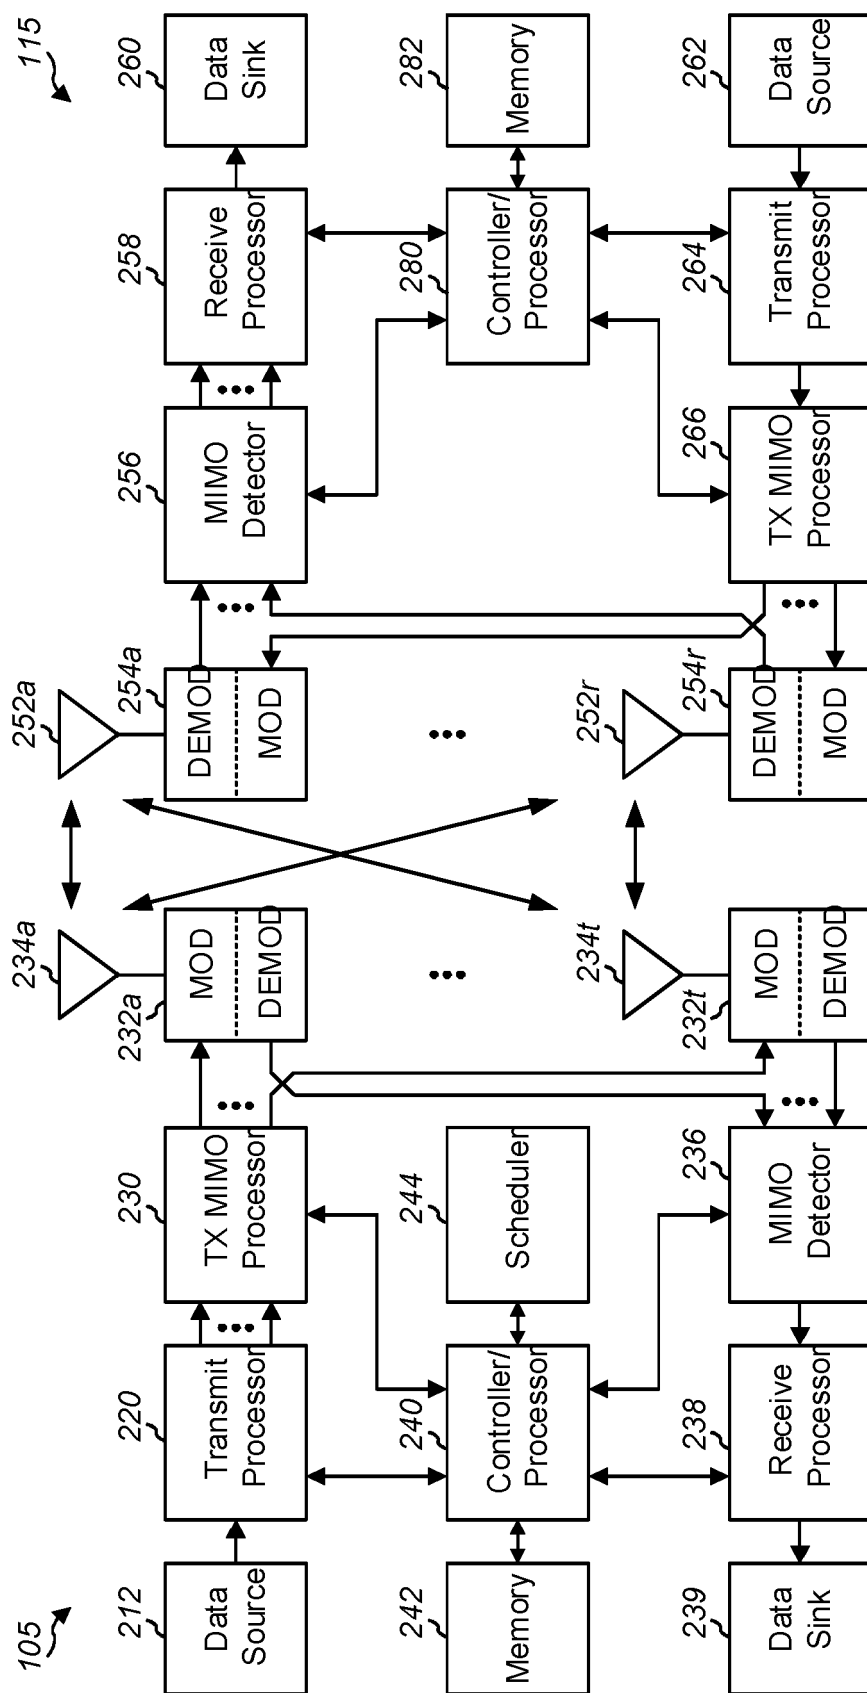 105
115
212
Data
Source
220
Transmit
Processor
230
TX MIMO
Processor
232a
MOD
DEMOD
234a
252a
254a
DEMOD
MOD
256
MIMO
Detector
258
Receive
Processor
260
Data
Sink
242
Memory
240
Controller/
Processor
244
Scheduler
280
Controller/
Processor
282
Memory
239
Data
Sink
238
Receive
Processor
236
MIMO
Detector
232t
MOD
DEMOD
234t
252r
254r
DEMOD
MOD
266
TX MIMO
Processor
264
Transmit
Processor
262
Data
Source